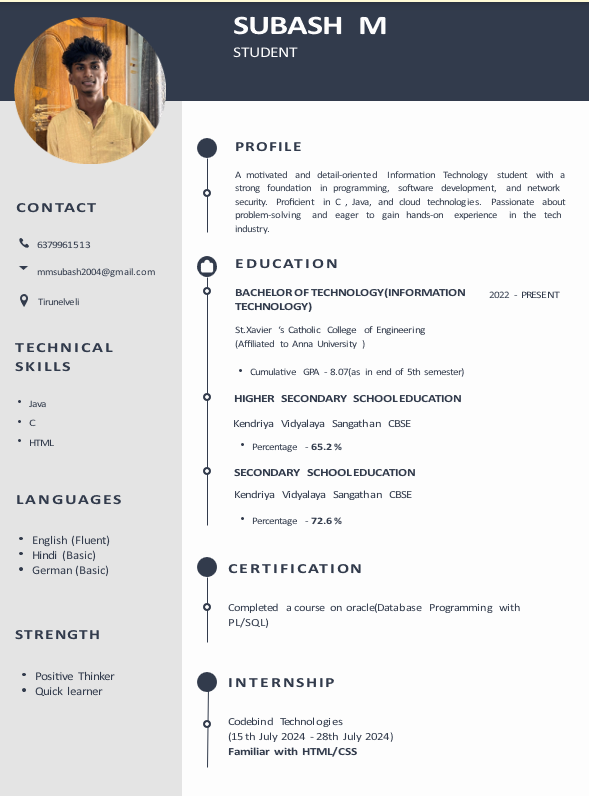 SUBASH M
STUDENT
CONTACT
6379961513
mmsubash2004@gmail.com
Tirunelveli
TECHNICAL
SKILLS
• Java
• C
• HTML
LANGUAGES
• English (Fluent)
• Hindi (Basic)
• German (Basic)
STRENGTH
• Positive Thinker
• Quick learner
PROFILE
A motivated and detail-oriented Information Technology student with a
strong foundation in programming, software development, and network
security. Proficient in C , Java, and cloud technologies. Passionate about
problem-solving and eager to gain hands-on experience in the tech
industry.
EDUCATION
BACHELOR OF TECHNOLOGY(INFORMATION 2022 - PRESENT
TECHNOLOGY)
St.Xavier 's Catholic College of Engineering
(Affiliated to Anna University )
• Cumulative GPA - 8.07(as in end of 5th semester)
HIGHER SECONDARY SCHOOL EDUCATION
Kendriya Vidyalaya Sangathan CBSE
• Percentage - 65.2 %
SECONDARY SCHOOL EDUCATION
Kendriya Vidyalaya Sangathan CBSE
• Percentage - 72.6 %
CERTIFICATION
Completed a course on oracle(Database Programming with
PL/SQL)
INTERNSHIP
Codebind Technologies
(15 th July 2024 - 28th July 2024)
Familiar with HTML/CSS